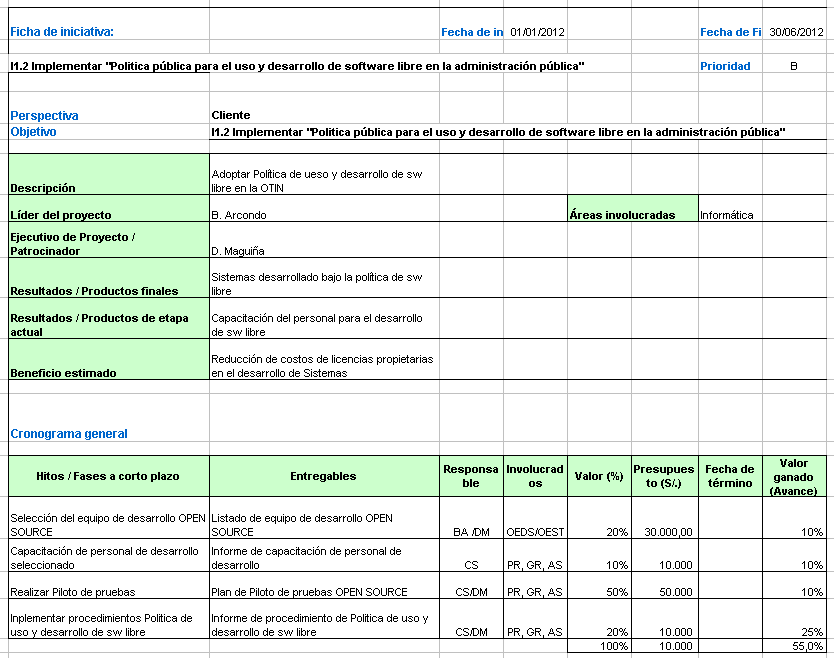 Ficha de iniciativa: Fecha de in 01/01/2012 Fecha de Fi 30/06/2012
I1.2 Implementar "Politica pública para el uso y desarrollo de software libre en la administración pública" Prioridad B
Perspectiva Cliente
Objetivo I1.2 Implementar "Politica pública para el uso y desarrollo de software libre en la administración pública"
Descripción Adoptar Política de ueso y desarrollo de sw
libre en la OTIN
Líder del proyecto B. Arcondo Áreas involucradas Informática
Ejecutivo de Proyecto /
Patrocinador D. Maguiña
Resultados / Productos finales Sistemas desarrollado bajo la política de sw
libre
Resultados / Productos de etapa
actual Capacitación del personal para el desarrollo
de sw libre
Beneficio estimado Reducción de costos de licencias propietarias
en el desarrollo de Sistemas
Cronograma general
Hitos / Fases a corto plazo Entregables Responsa
ble Involucrad
os Valor (%) Presupues
to (S/.) Fecha de
término Valor
ganado
(Avance)
Selección del equipo de desarrollo OPEN
SOURCE Listado de equipo de desarrollo OPEN
SOURCE BA /DM OEDS/OEST 20% 30.000,00 10%
Capacitación de personal de desarrollo
seleccionado Informe de capacitación de personal de
desarrollo CS PR, GR, AS 10% 10.000 10%
Realizar Piloto de pruebas Plan de Piloto de pruebas OPEN SOURCE CS/DM PR, GR, AS 50% 50.000 10%
Inplementar procedimientos Politica de
uso y desarrollo de sw libre Informe de procedimiento de Politica de uso y
desarrollo de sw libre CS/DM PR, GR, AS 20% 10.000 25%
100% 10.000 55,0%